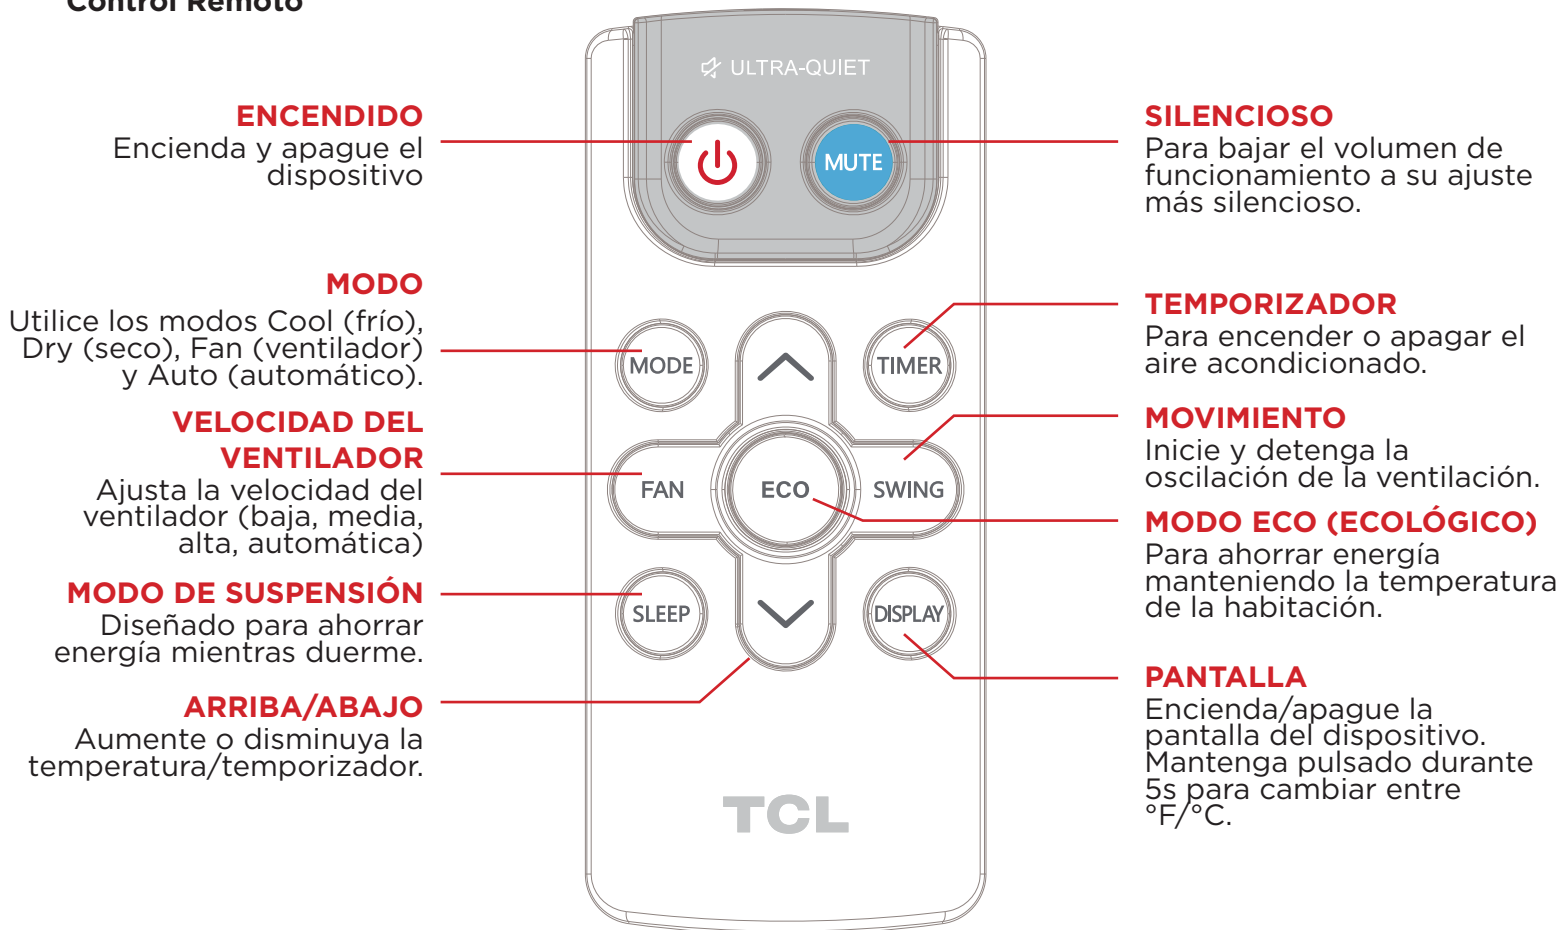 Control Remoto
ENCENDIDO
Encienda y apague el
dispositivo
MODO
Utilice los modos Cool (frío),
Dry (seco), Fan (ventilador)
y Auto (automático).
VELOCIDAD DEL
VENTILADOR
Ajusta la velocidad del
ventilador (baja, media,
alta, automática)
MODO DE SUSPENSIÓN
Diseñado para ahorrar
energía mientras duerme.
ARRIBA/ABAJO
Aumente o disminuya la
temperatura/temporizador.
ULTRA-QUIET
MUTE
MODE
TIMER
FAN
ECO
SWING
SLEEP
DISPLAY
TCL
SILENCIOSO
Para bajar el volumen de
funcionamiento a su ajuste
más silencioso.
TEMPORIZADOR
Para encender o apagar el
aire acondicionado.
MOVIMIENTO
Inicie y detenga la
oscilación de la ventilación.
MODO ECO (ECOLÓGICO)
Para ahorrar energía
manteniendo la temperatura
de la habitación.
PANTALLA
Encienda/apague la
pantalla del dispositivo.
Mantenga pulsado durante
5s para cambiar entre
°F/°C.